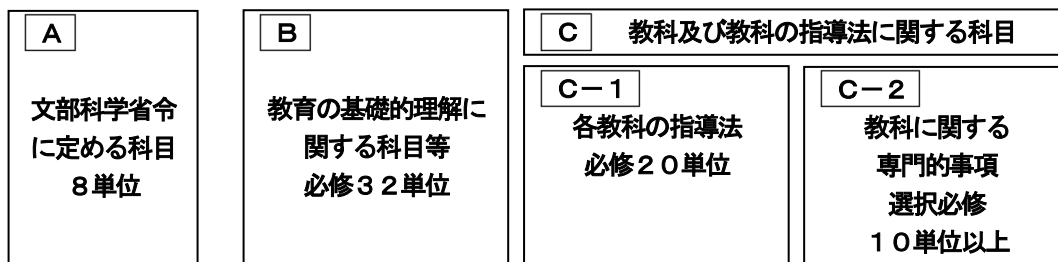 A
文部科学省令
に定める科目
8単位
B
教育の基礎的理解に
関する科目等
必修32単位
C 教科及び教科の指導法に関する科目
C-1
各教科の指導法
必修20単位
C-2
教科に関する
専門的事項
選択必修
10単位以上